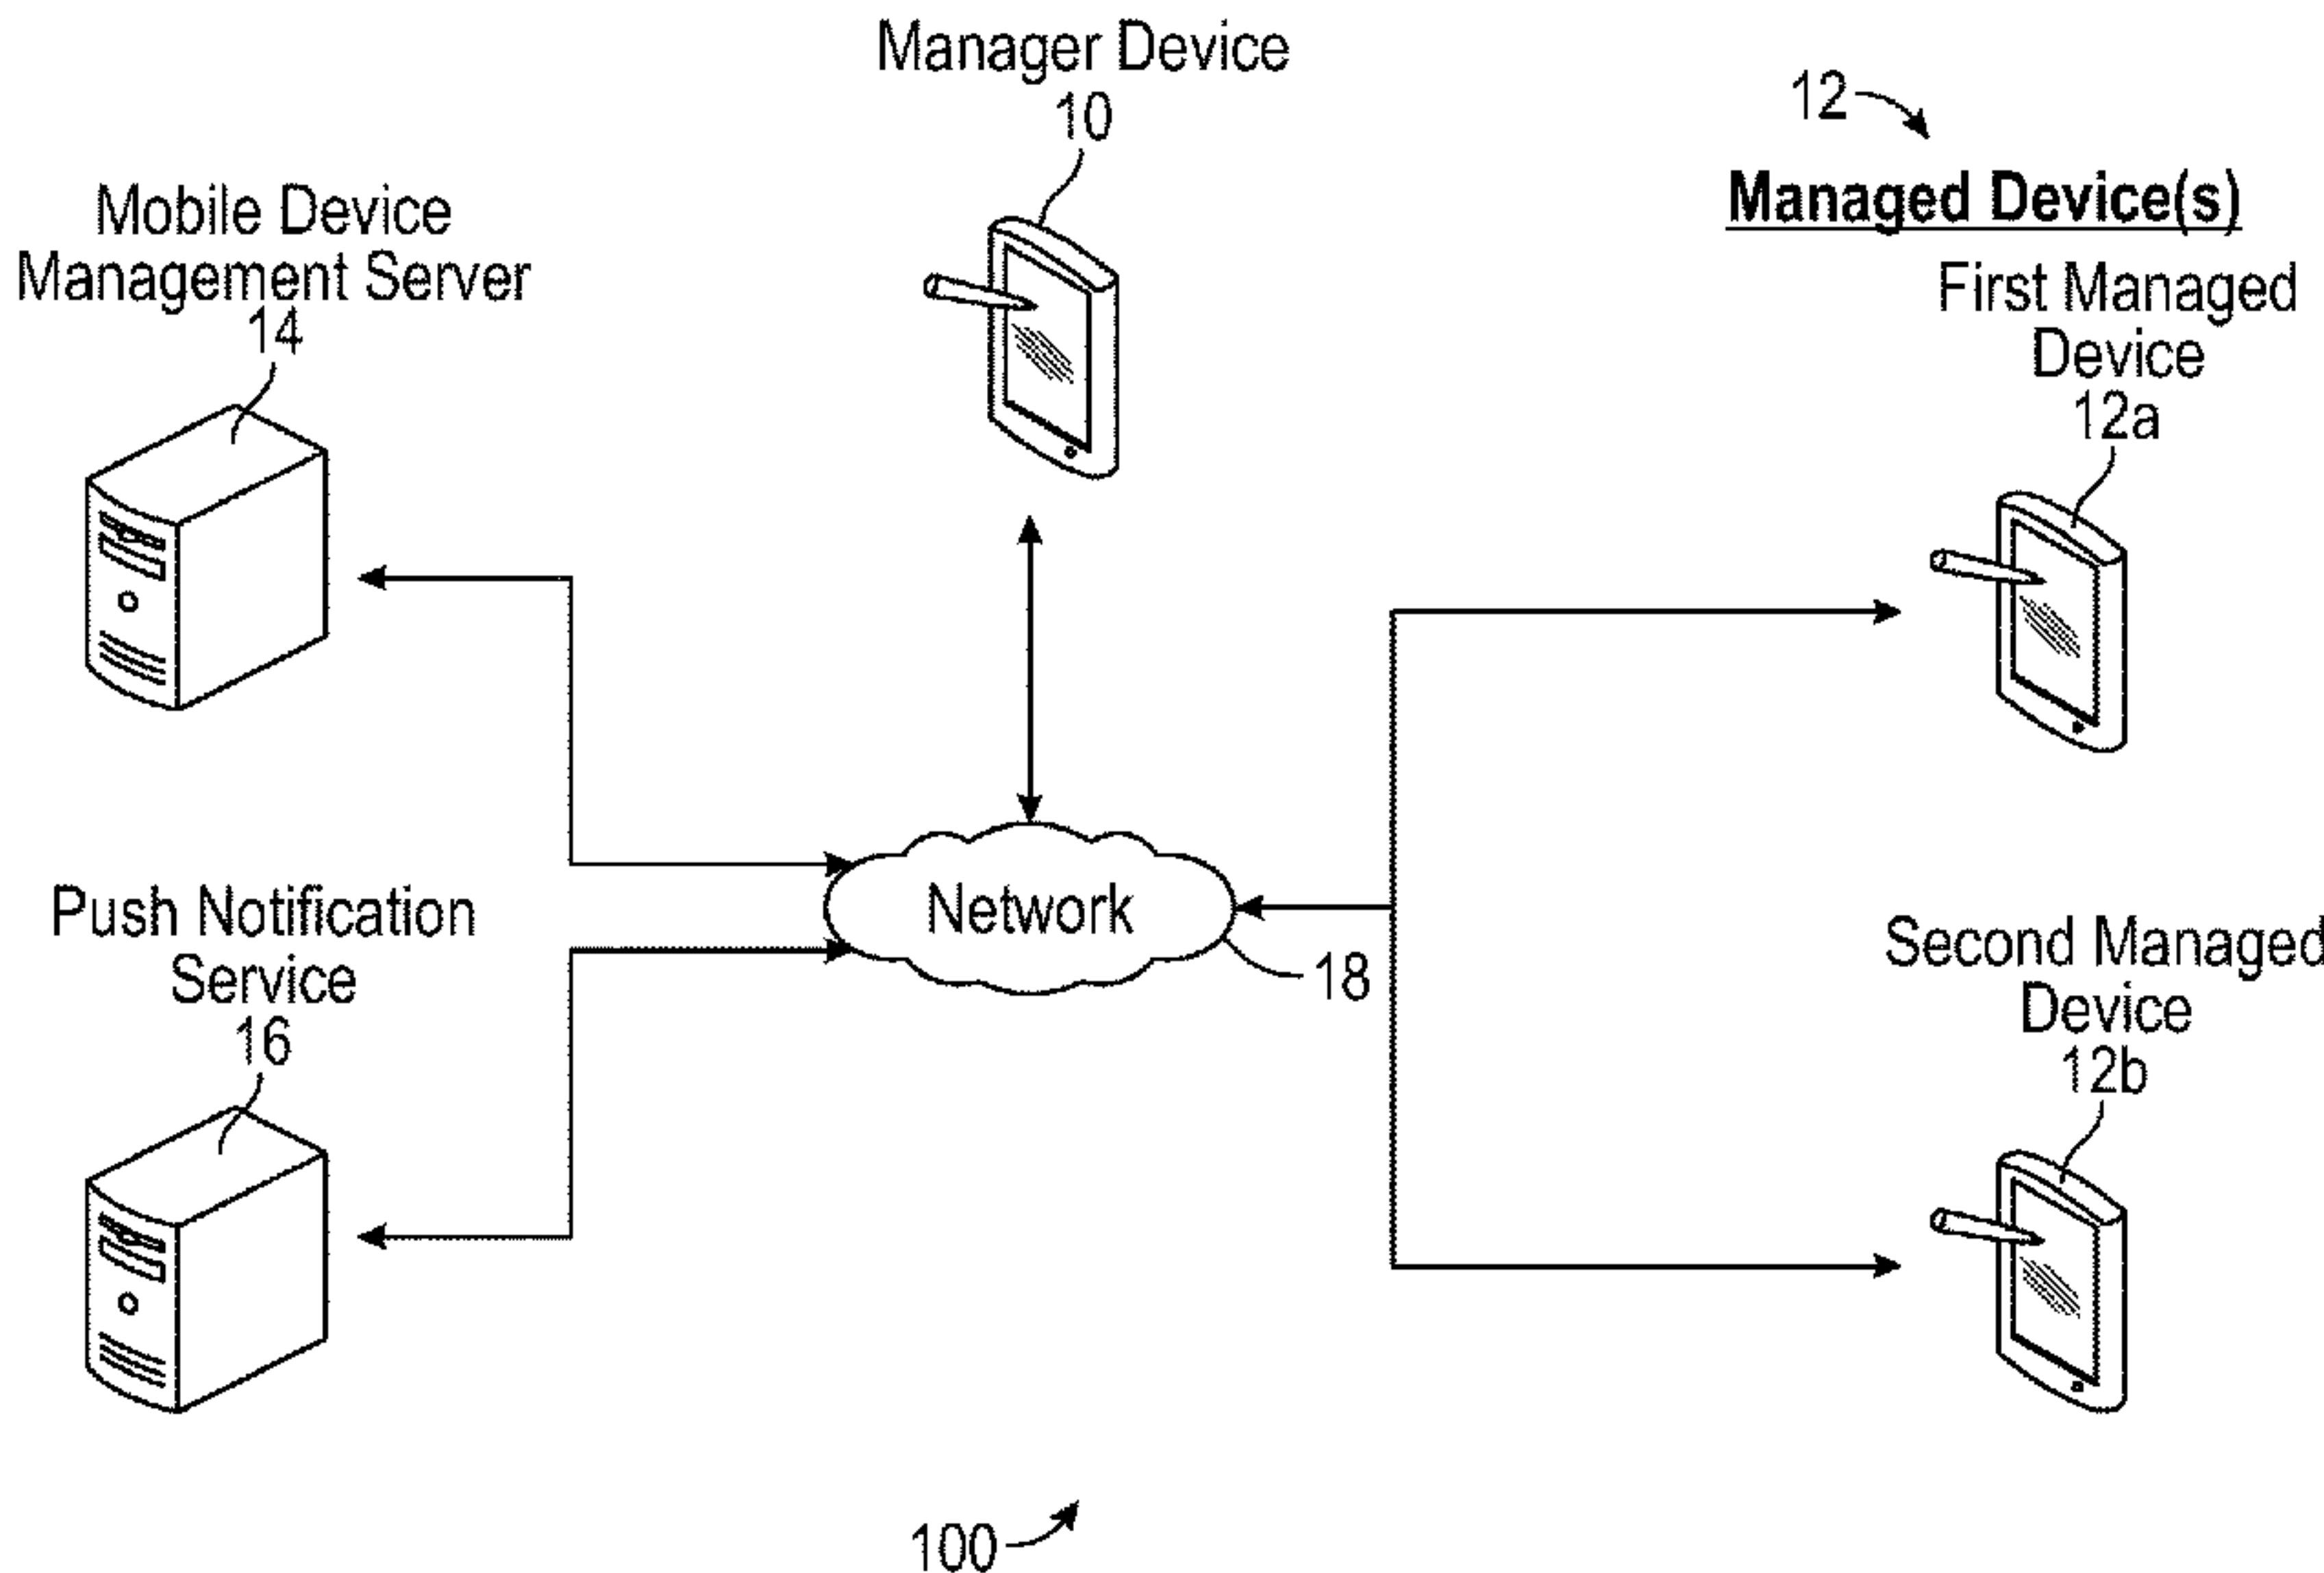 Manager Device
10
12
Managed Device(s)
Mobile Device
Management Server
14
First Managed
Device
12a
Network
18
Push Notification
Service
16
Second Managed
Device
12b
100